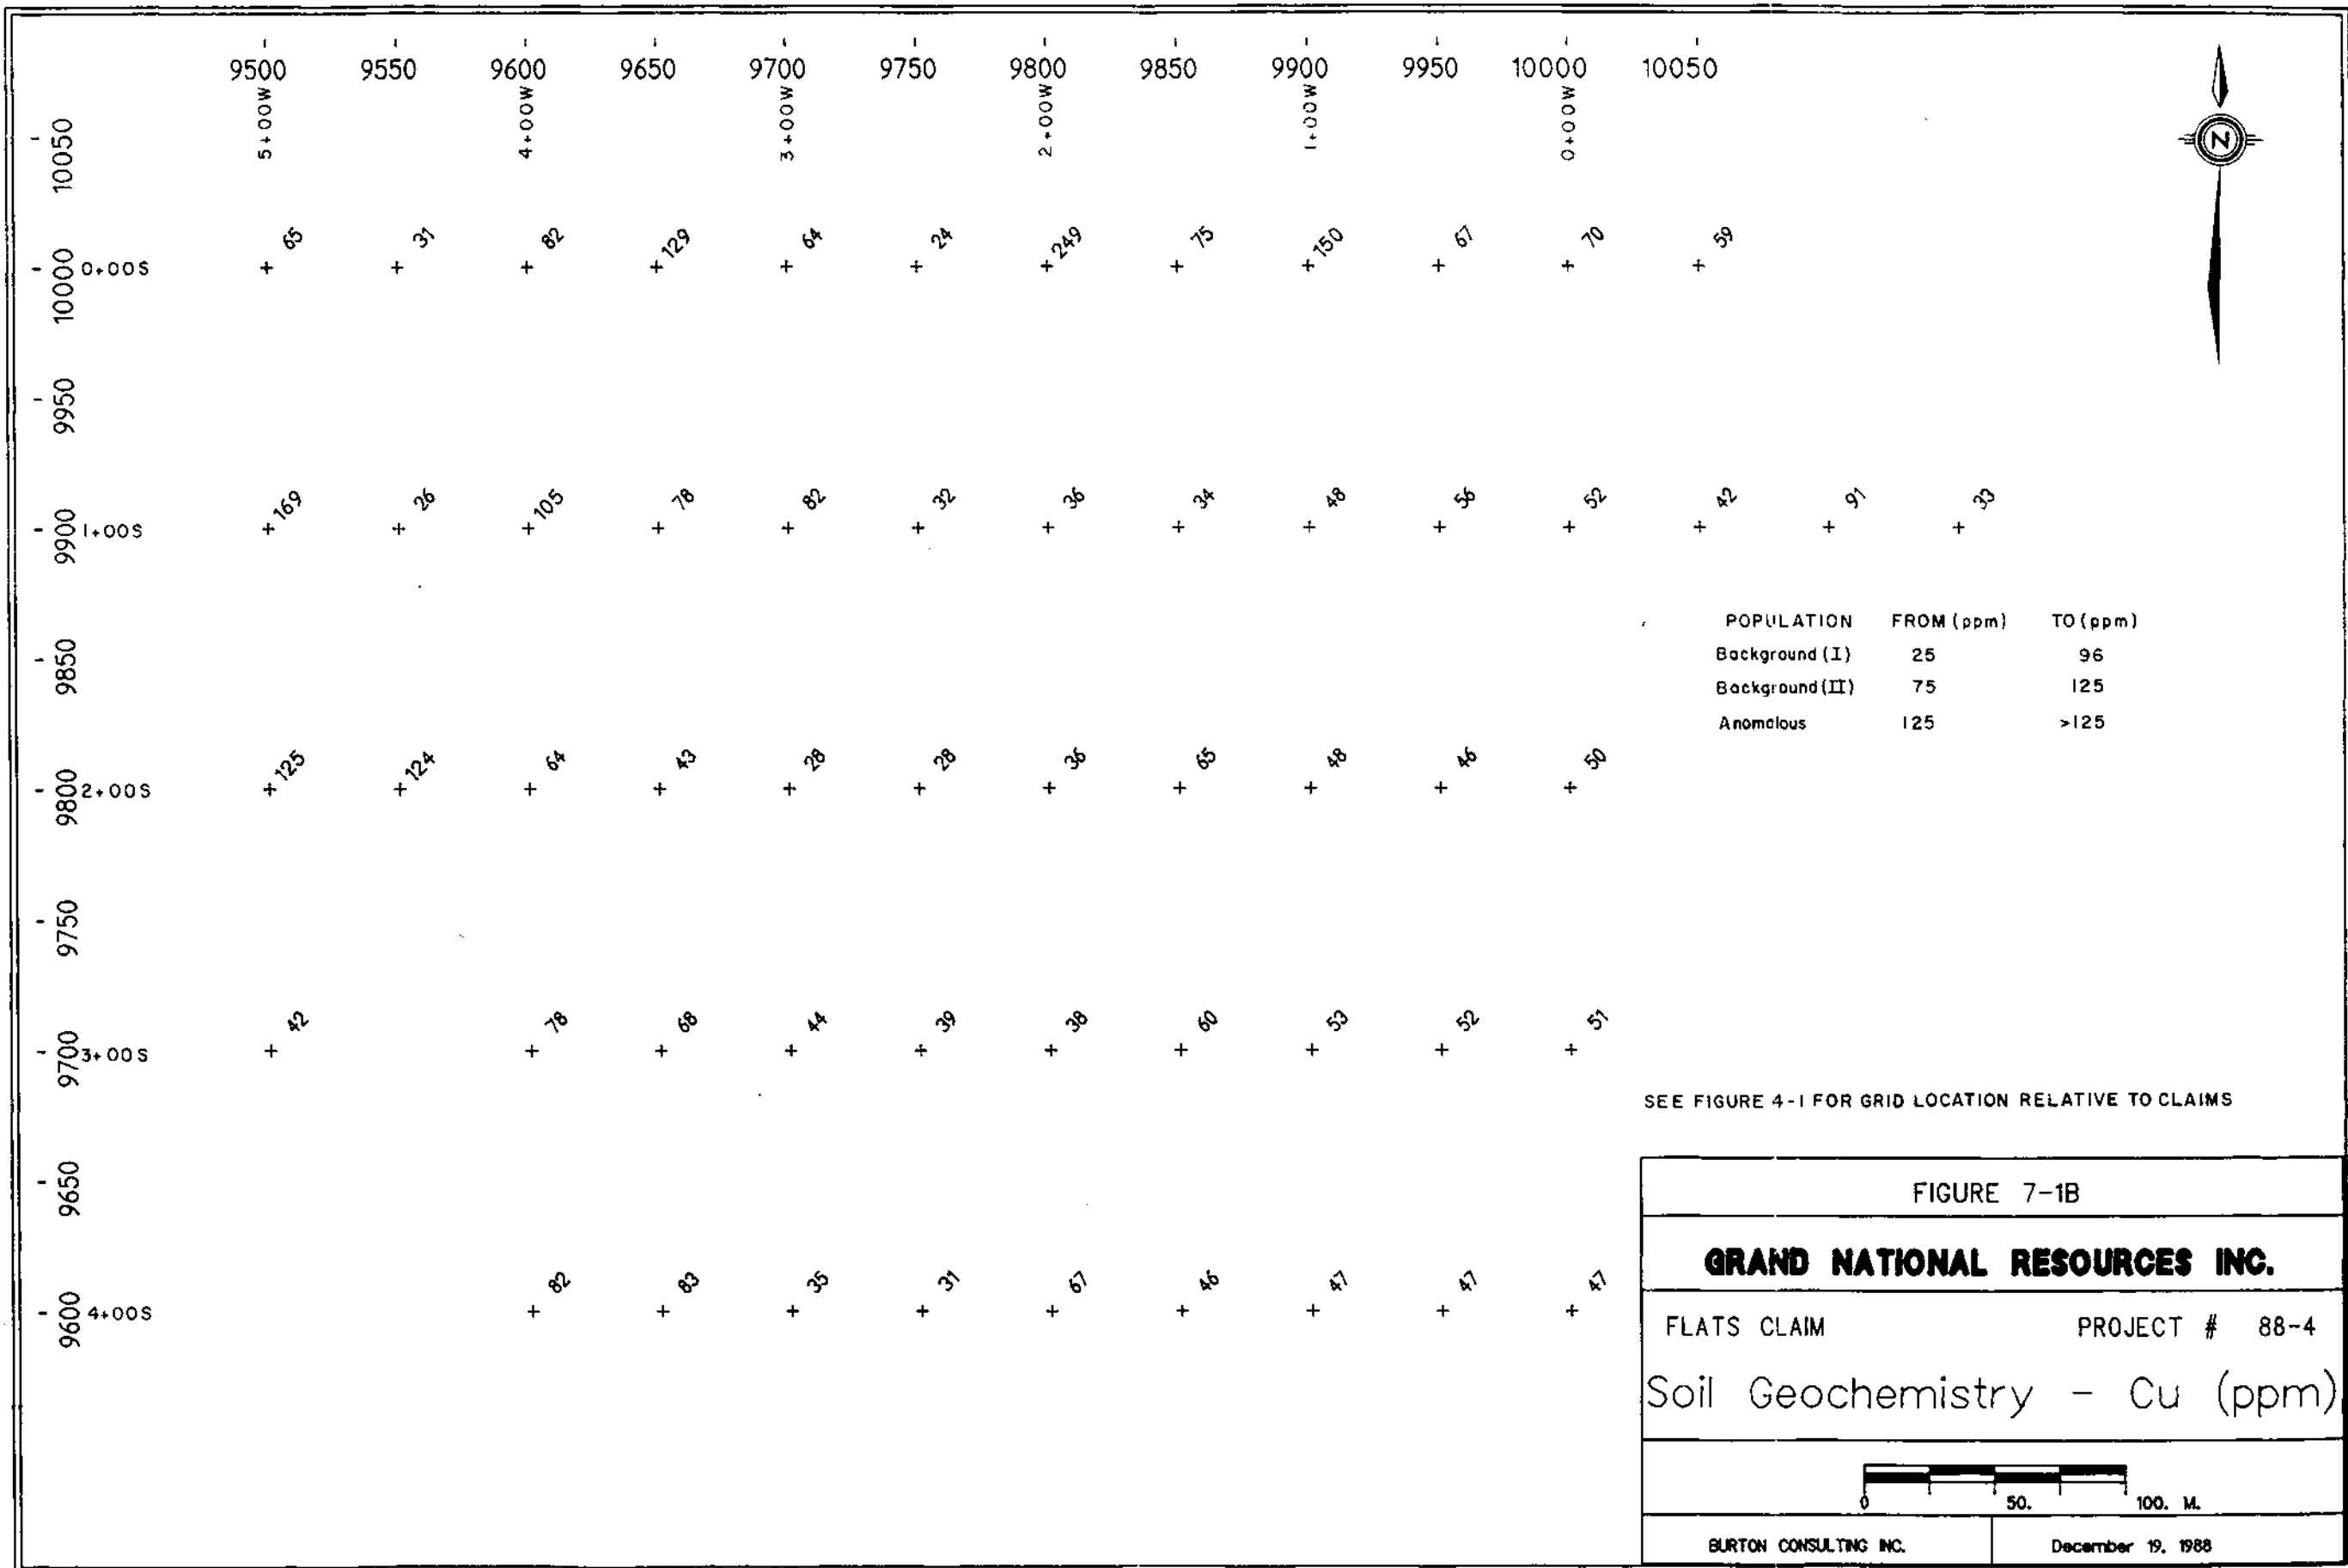 9500 9550 9600 9650 9700 9750 9800 9850 9900 9950 10000 10050
5+00W 4+00W 3+00W 2+00W 1+00W 0+00W
10050
65 31 82 129 64 24 249 75 150 67 70 59
10000 0+00S
9950
169 26 105 78 82 32 36 34 48 56 52 42 91 33
9900 1+00S
POPULATION FROM (ppm) TO (ppm)
Background (I) 25 96
9850
Background (II) 75 125
Anomalous 125 >125
125 124 64 43 28 28 36 65 48 46 50
9800 2+00S
9750
42 78 68 44 39 38 60 53 52 51
9700 3+00S
SEE FIGURE 4-1 FOR GRID LOCATION RELATIVE TO CLAIMS
9650
82 83 35 31 67 46 47 47 47
9600 4+00S
N
FIGURE 7-1B
GRAND NATIONAL RESOURCES INC.
FLATS CLAIM PROJECT # 88-4
Soil Geochemistry - Cu (ppm)
0 50. 100. M.
BURTON CONSULTING INC. December 19, 1988